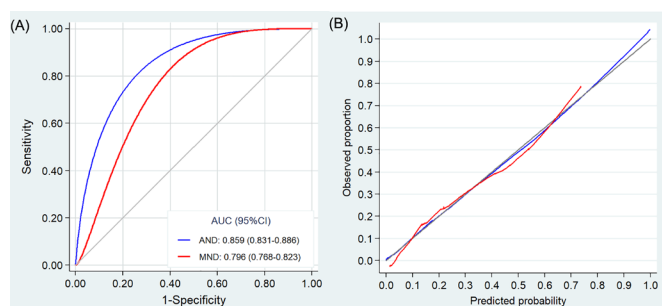 (A)
1.00
0.80
0.60
0.40
0.20
0.00
Sensitivity
AUC (95%CI)
AND: 0.859 (0.831-0.886)
MND: 0.796 (0.768-0.823)
0.00 0.20 0.40 0.60 0.80 1.00
1-Specificity
(B)
1.0
0.9
0.8
0.7
0.6
0.5
0.4
0.3
0.2
0.1
0.0
Observed proportion
0.0 0.1 0.2 0.3 0.4 0.5 0.6 0.7 0.8 0.9 1.0
Predicted probability